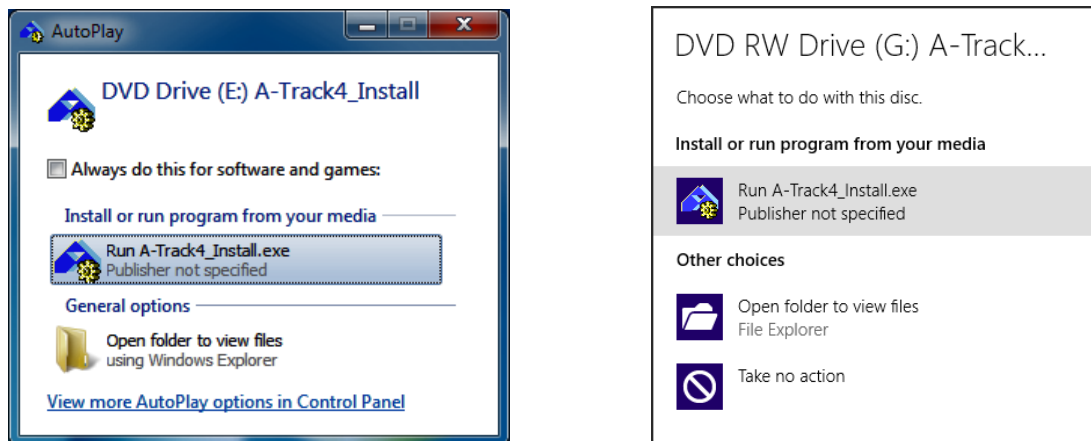 AutoPlay
DVD Drive (E:) A-Track4_Install
Always do this for software and games:
Install or run program from your media
Run A-Track4_Install.exe
Publisher not specified
General options
Open folder to view files
using Windows Explorer
View more AutoPlay options in Control Panel
DVD RW Drive (G:) A-Track...
Choose what to do with this disc.
Install or run program from your media
Run A-Track4_Install.exe
Publisher not specified
Other choices
Open folder to view files
File Explorer
Take no action